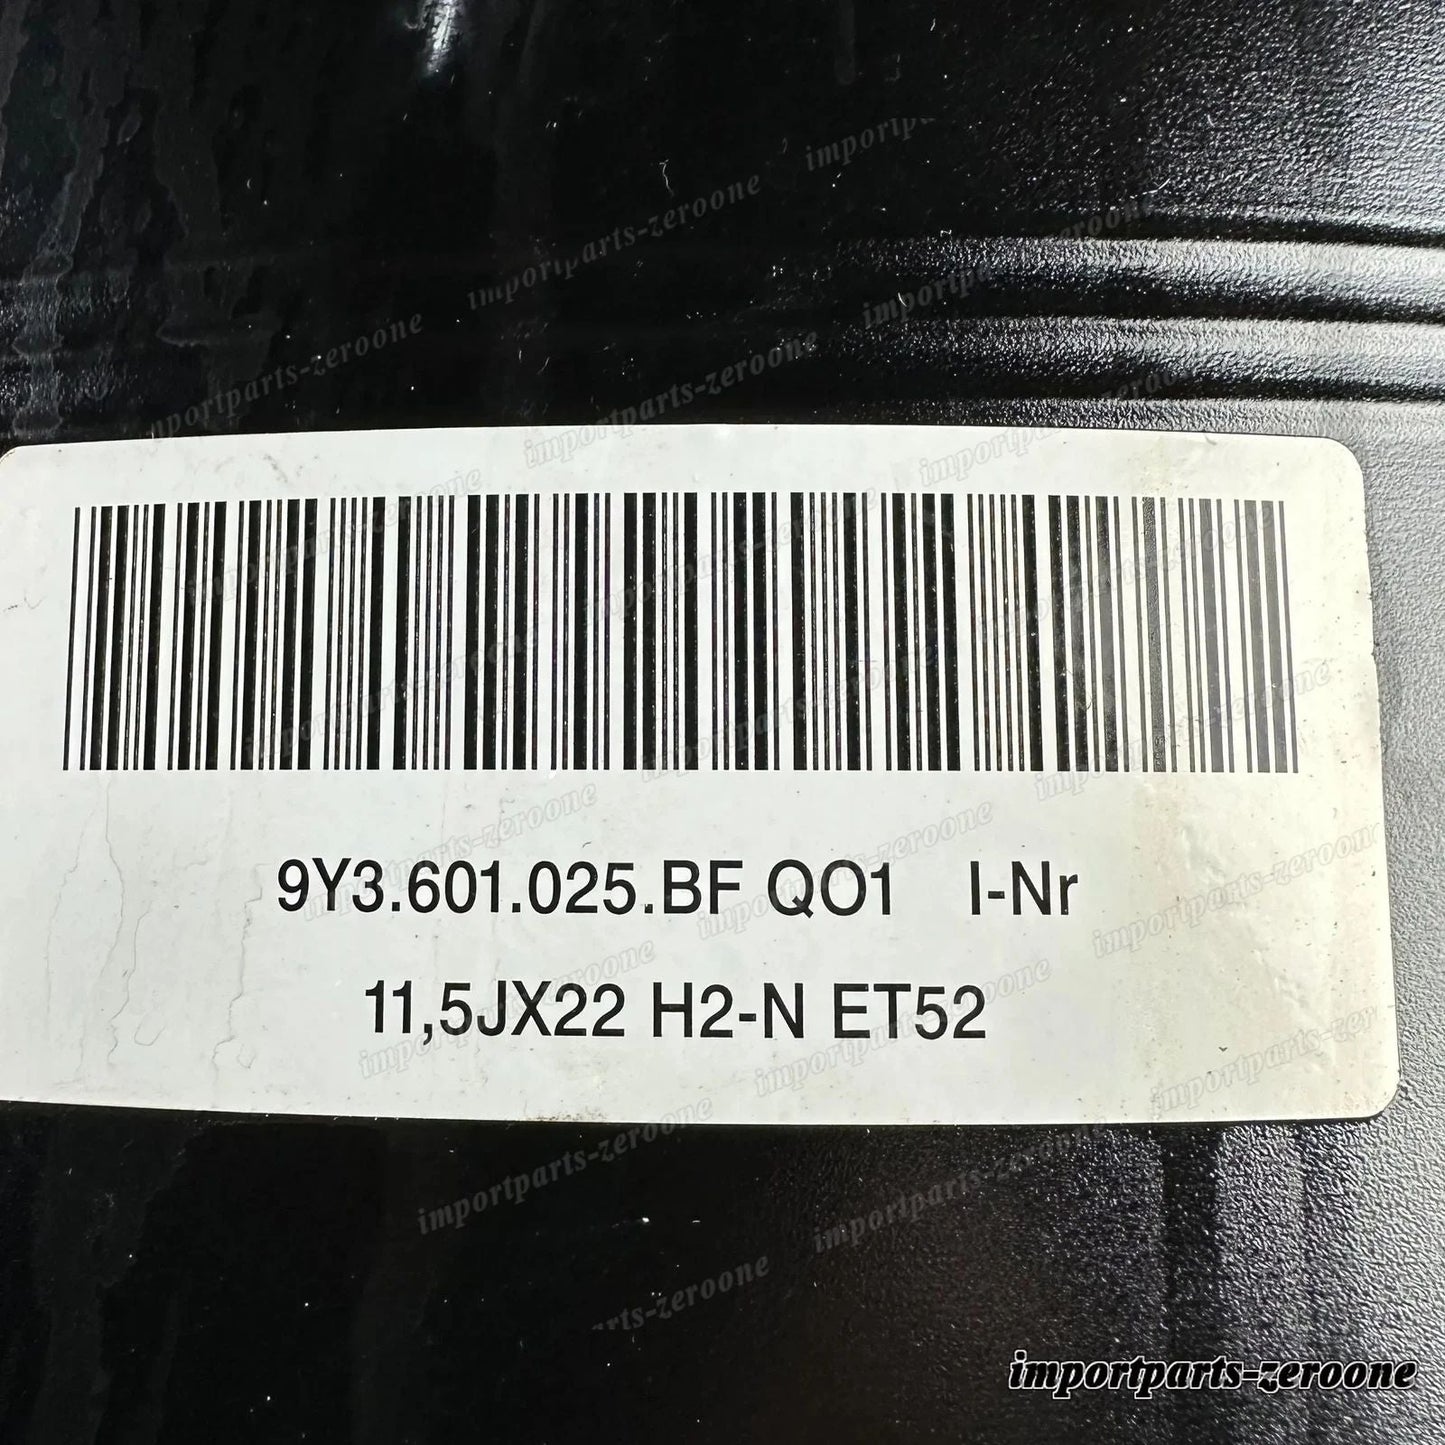 9Y3.601.025.BF QO1 I-Nr
11,5JX22 H2-N ET52
importparts-zeroone